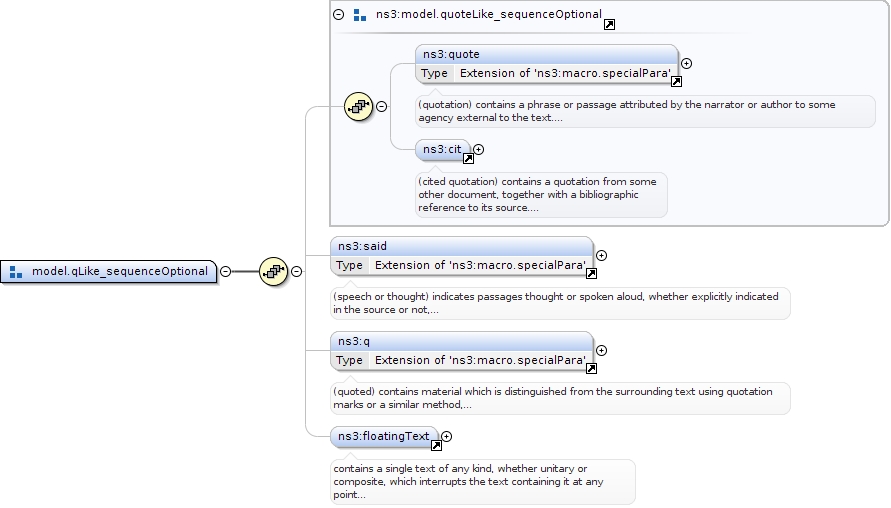 ns3:model.quoteLike_sequenceOptional
ns3:quote
Type Extension of 'ns3:macro.specialPara'
(quotation) contains a phrase or passage attributed by the narrator or author to some
agency external to the text....
ns3:cit
(cited quotation) contains a quotation from some
other document, together with a bibliographic
reference to its source....
model.qLike_sequenceOptional
ns3:said
Type Extension of 'ns3:macro.specialPara'
(speech or thought) indicates passages thought or spoken aloud, whether explicitly indicated
in the source or not,...
ns3:q
Type Extension of 'ns3:macro.specialPara'
(quoted) contains material which is distinguished from the surrounding text using quotation
marks or a similar method,...
ns3:floatingText
contains a single text of any kind, whether unitary or
composite, which interrupts the text containing it at any
point...